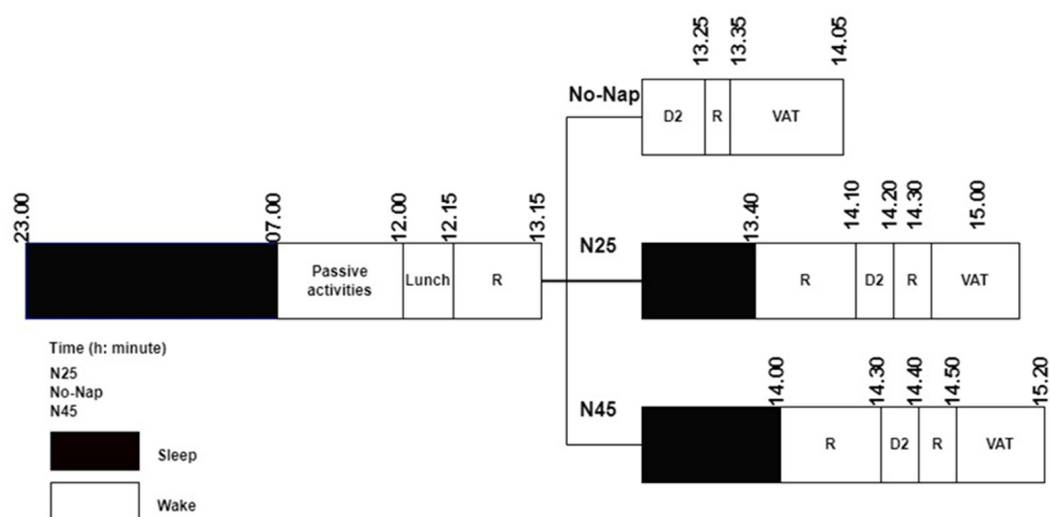 13.25
13.35
14.05
No-Nap
D2
R
VAT
23.00
07.00
12.00
12.15
13.15
Passive
activities
Lunch
R
N25
13.40
14.10
14.20
14.30
15.00
R
D2
R
VAT
N45
14.00
14.30
14.40
14.50
15.20
R
D2
R
VAT
Time (h: minute)
N25
No-Nap
N45
Sleep
Wake